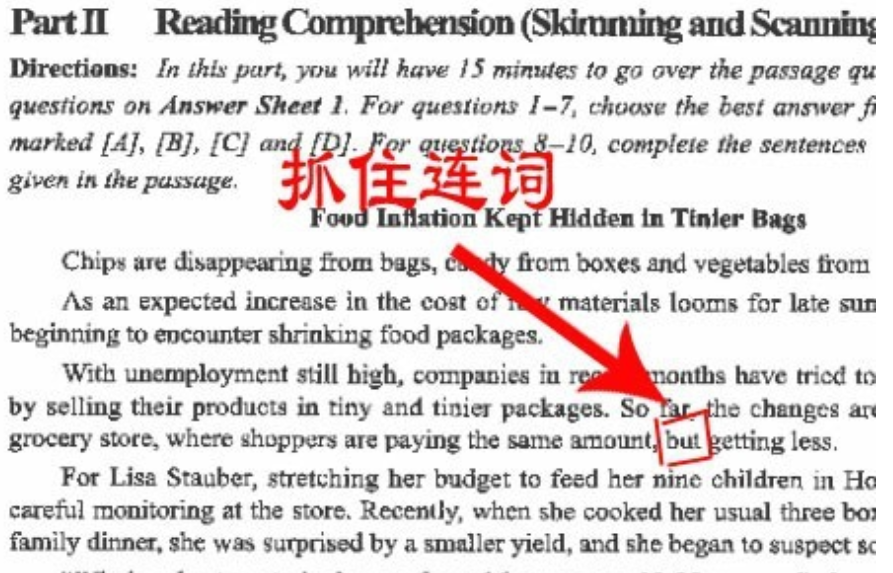 Part II Reading Comprehension (Skimming and Scanning
Directions: In this part, you will have 15 minutes to go over the passage qu
questions on Answer Sheet 1. For questions 1–7, choose the best answer f
marked [A], [B], [C] and [D]. For questions 8–10, complete the sentences
given in the passage.
抓住连词
Food Inflation Kept Hidden in Tinier Bags
Chips are disappearing from bags, candy from boxes and vegetables from
As an expected increase in the cost of raw materials looms for late sum
beginning to encounter shrinking food packages.
With unemployment still high, companies in recent months have tried to
by selling their products in tiny and tinier packages. So far, the changes are
grocery store, where shoppers are paying the same amount, but getting less.
For Lisa Stauber, stretching her budget to feed her nine children in Ho
careful monitoring at the store. Recently, when she cooked her usual three box
family dinner, she was surprised by a smaller yield, and she began to suspect so